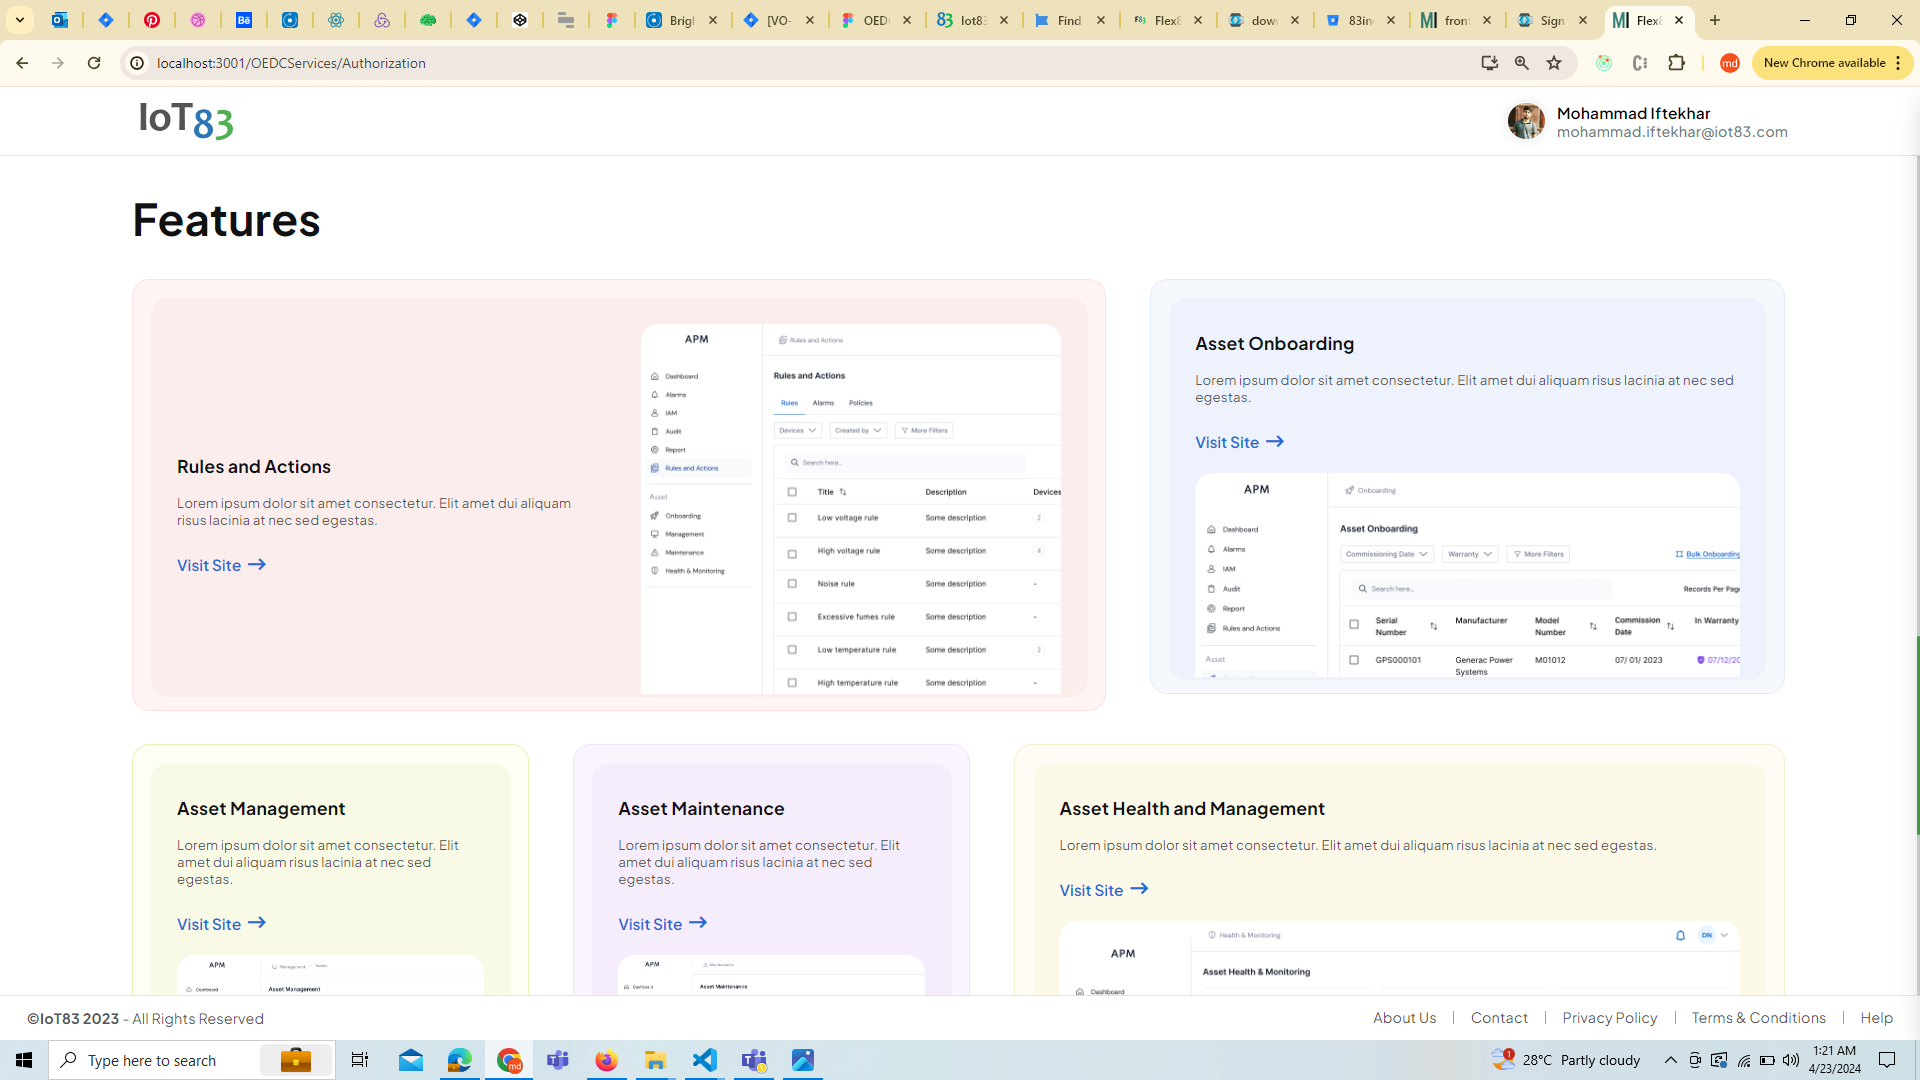 Brigh
[VO-
OED
Iot83
Find
Flex8
dow
83in
fron
Sign
Flex
localhost:3001/OEDCServices/Authorization
md
New Chrome available
IoT83
Mohammad Iftekhar
mohammad.iftekhar@iot83.com
Features
Rules and Actions
Lorem ipsum dolor sit amet consectetur. Elit amet dui aliquam
risus lacinia at nec sed egestas.
Visit Site
APM
Dashboard
Alarms
IAM
Audit
Report
Rules and Actions
Asset
Onboarding
Management
Maintenance
Health & Monitoring
Rules and Actions
Rules and Actions
Rules Alarms Policies
Devices Created by More Filters
Search here..
Title Description Devices
Low voltage rule Some description 2
High voltage rule Some description 4
Noise rule Some description -
Excessive fumes rule Some description -
Low temperature rule Some description 2
High temperature rule Some description -
Asset Onboarding
Lorem ipsum dolor sit amet consectetur. Elit amet dui aliquam risus lacinia at nec sed
egestas.
Visit Site
APM
Dashboard
Alarms
IAM
Audit
Report
Rules and Actions
Asset
Onboarding
Asset Onboarding
Commissioning Date Warranty More Filters Bulk Onboarding
Search here.. Records Per Page
Serial Number Manufacturer Model Number Commission Date In Warranty
GPS000101 Generac Power Systems M01012 07/ 01/ 2023 07/12/20
Asset Management
Lorem ipsum dolor sit amet consectetur. Elit
amet dui aliquam risus lacinia at nec sed
egestas.
Visit Site
APM
Dashboard
Management
Asset Management
Asset Maintenance
Lorem ipsum dolor sit amet consectetur. Elit
amet dui aliquam risus lacinia at nec sed
egestas.
Visit Site
APM
Dashboard
Maintenance
Asset Maintenance
Asset Health and Management
Lorem ipsum dolor sit amet consectetur. Elit amet dui aliquam risus lacinia at nec sed egestas.
Visit Site
APM
Dashboard
Health & Monitoring
DN
Asset Health & Monitoring
©IoT83 2023 - All Rights Reserved
About Us | Contact | Privacy Policy | Terms & Conditions | Help
Type here to search
1
28°C Partly cloudy
1:21 AM
4/23/2024